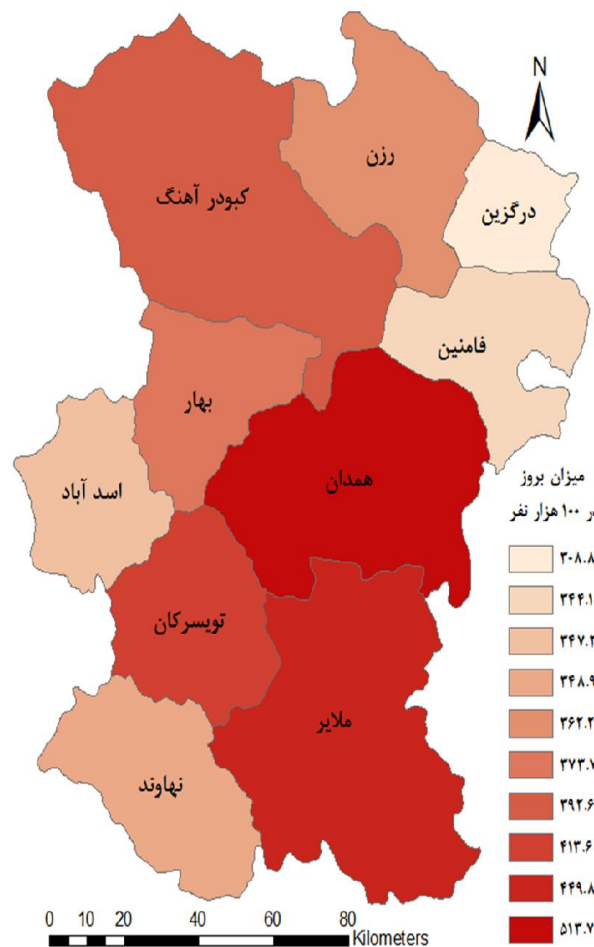 N
رزن
درگزین
کبودر آهنگ
فامنین
بهار
همدان
اسد آباد
تویسرکان
ملایر
نهاوند
میزان بروز
ور ۱۰۰ هزار نفر
۳۰۸.۸
۳۴۴.۱
۳۴۷.۲
۳۴۸.۹
۳۶۲.۲
۳۷۳.۷
۳۹۲.۶
۴۱۳.۶
۴۴۹.۸
۵۱۳.۷
0 10 20 40 60 80
Kilometers